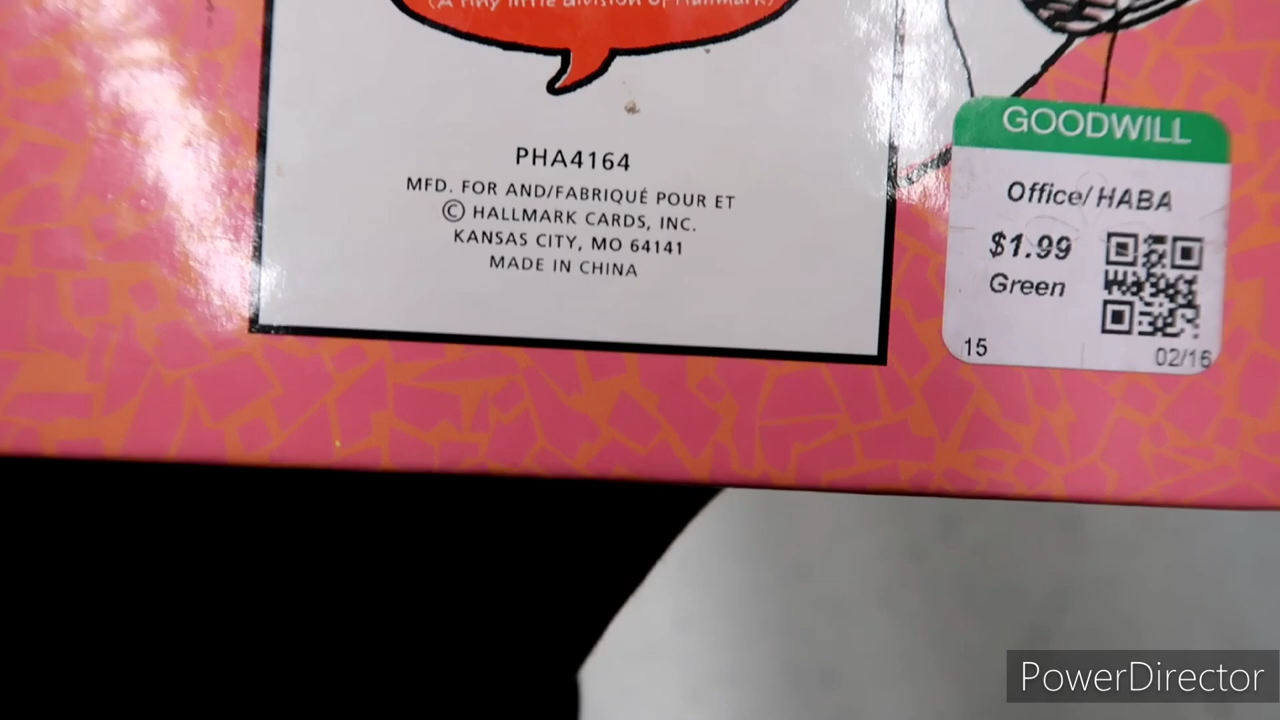 (A tiny little division of Hallmark)
PHA4164
MFD. FOR AND/FABRIQUÉ POUR ET
© HALLMARK CARDS, INC.
KANSAS CITY, MO 64141
MADE IN CHINA
GOODWILL
Office/HABA
$1.99
Green
15
02/16
PowerDirector